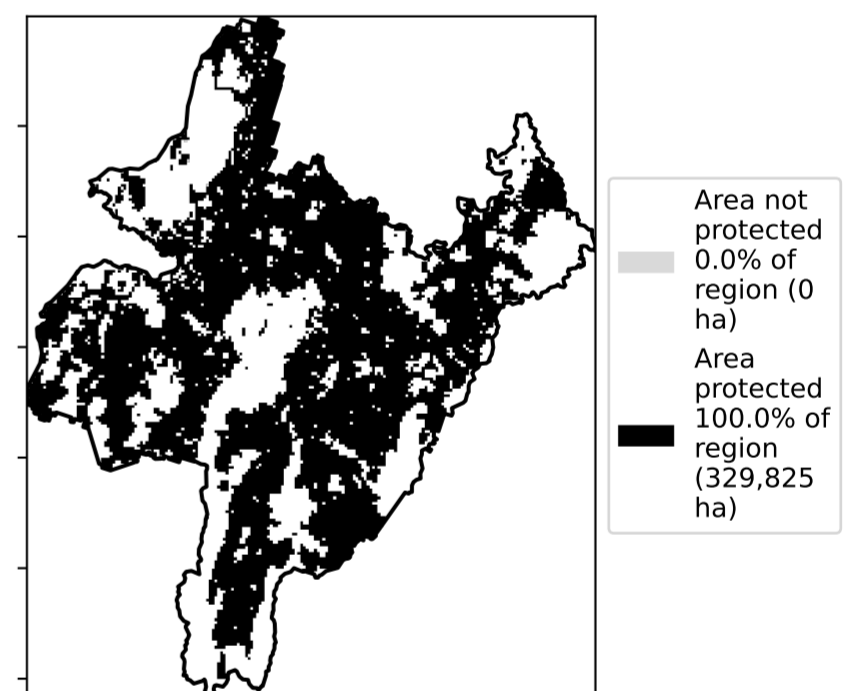 Area not
protected
0.0% of
region (0
ha)
Area
protected
100.0% of
region
(329,825
ha)